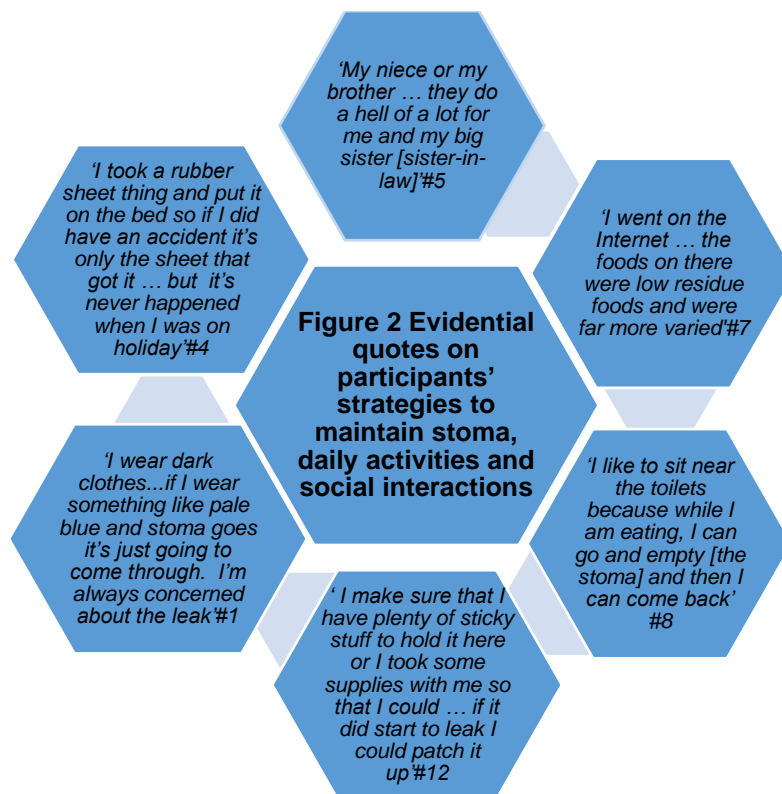 ‘My niece or my
brother … they do
a hell of a lot for
me and my big
sister [sister-in-
law]’#5
‘I went on the
Internet … the
foods on there
were low residue
foods and were
far more varied'#7
‘I like to sit near
the toilets
because while I
am eating, I can
go and empty [the
stoma] and then I
can come back’
#8
‘ I make sure that I
have plenty of sticky
stuff to hold it here
or I took some
supplies with me so
that I could … if it
did start to leak I
could patch it
up’#12
‘I wear dark
clothes...if I wear
something like pale
blue and stoma goes
it’s just going to
come through.  I’m
always concerned
about the leak’#1
‘I took a rubber
sheet thing and put it
on the bed so if I did
have an accident it’s
only the sheet that
got it … but  it’s
never happened
when I was on
holiday’#4
Figure 2 Evidential
quotes on
participants’
strategies to
maintain stoma,
daily activities and
social interactions